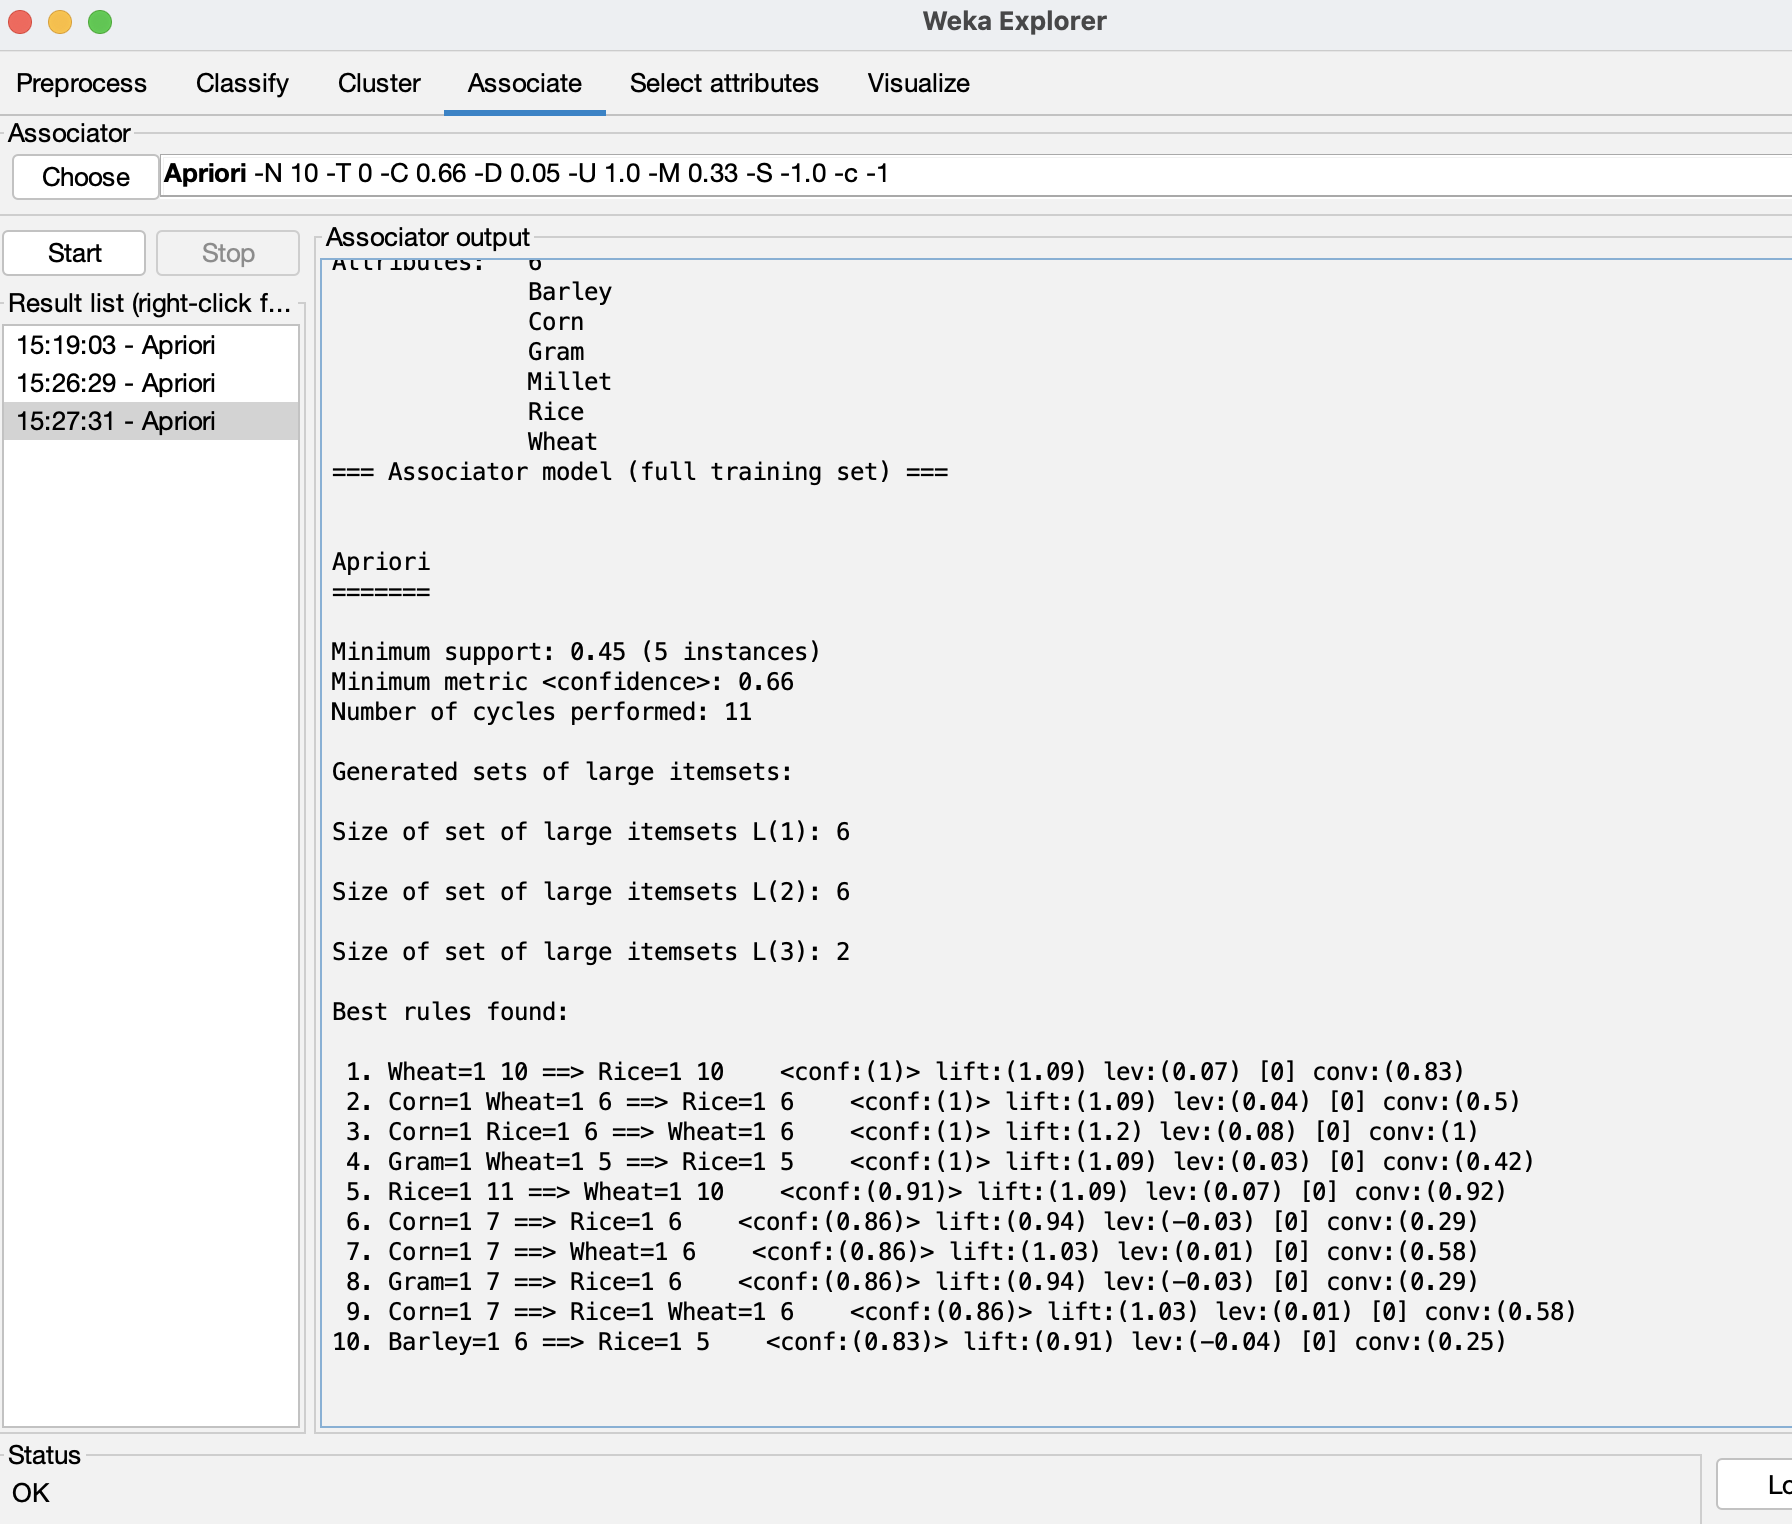 Weka Explorer
Preprocess Classify Cluster Associate Select attributes Visualize
Associator
Choose Apriori -N 10 -T 0 -C 0.66 -D 0.05 -U 1.0 -M 0.33 -S -1.0 -c -1
Start Stop
Result list (right-click f...
15:19:03 - Apriori
15:26:29 - Apriori
15:27:31 - Apriori
Associator output
Attributes: 6
Barley
Corn
Gram
Millet
Rice
Wheat
=== Associator model (full training set) ===
Apriori
=======
Minimum support: 0.45 (5 instances)
Minimum metric <confidence>: 0.66
Number of cycles performed: 11
Generated sets of large itemsets:
Size of set of large itemsets L(1): 6
Size of set of large itemsets L(2): 6
Size of set of large itemsets L(3): 2
Best rules found:
1. Wheat=1 10 ==> Rice=1 10 <conf:(1)> lift:(1.09) lev:(0.07) [0] conv:(0.83)
2. Corn=1 Wheat=1 6 ==> Rice=1 6 <conf:(1)> lift:(1.09) lev:(0.04) [0] conv:(0.5)
3. Corn=1 Rice=1 6 ==> Wheat=1 6 <conf:(1)> lift:(1.2) lev:(0.08) [0] conv:(1)
4. Gram=1 Wheat=1 5 ==> Rice=1 5 <conf:(1)> lift:(1.09) lev:(0.03) [0] conv:(0.42)
5. Rice=1 11 ==> Wheat=1 10 <conf:(0.91)> lift:(1.09) lev:(0.07) [0] conv:(0.92)
6. Corn=1 7 ==> Rice=1 6 <conf:(0.86)> lift:(0.94) lev:(-0.03) [0] conv:(0.29)
7. Corn=1 7 ==> Wheat=1 6 <conf:(0.86)> lift:(1.03) lev:(0.01) [0] conv:(0.58)
8. Gram=1 7 ==> Rice=1 6 <conf:(0.86)> lift:(0.94) lev:(-0.03) [0] conv:(0.29)
9. Corn=1 7 ==> Rice=1 Wheat=1 6 <conf:(0.86)> lift:(1.03) lev:(0.01) [0] conv:(0.58)
10. Barley=1 6 ==> Rice=1 5 <conf:(0.83)> lift:(0.91) lev:(-0.04) [0] conv:(0.25)
Status
OK